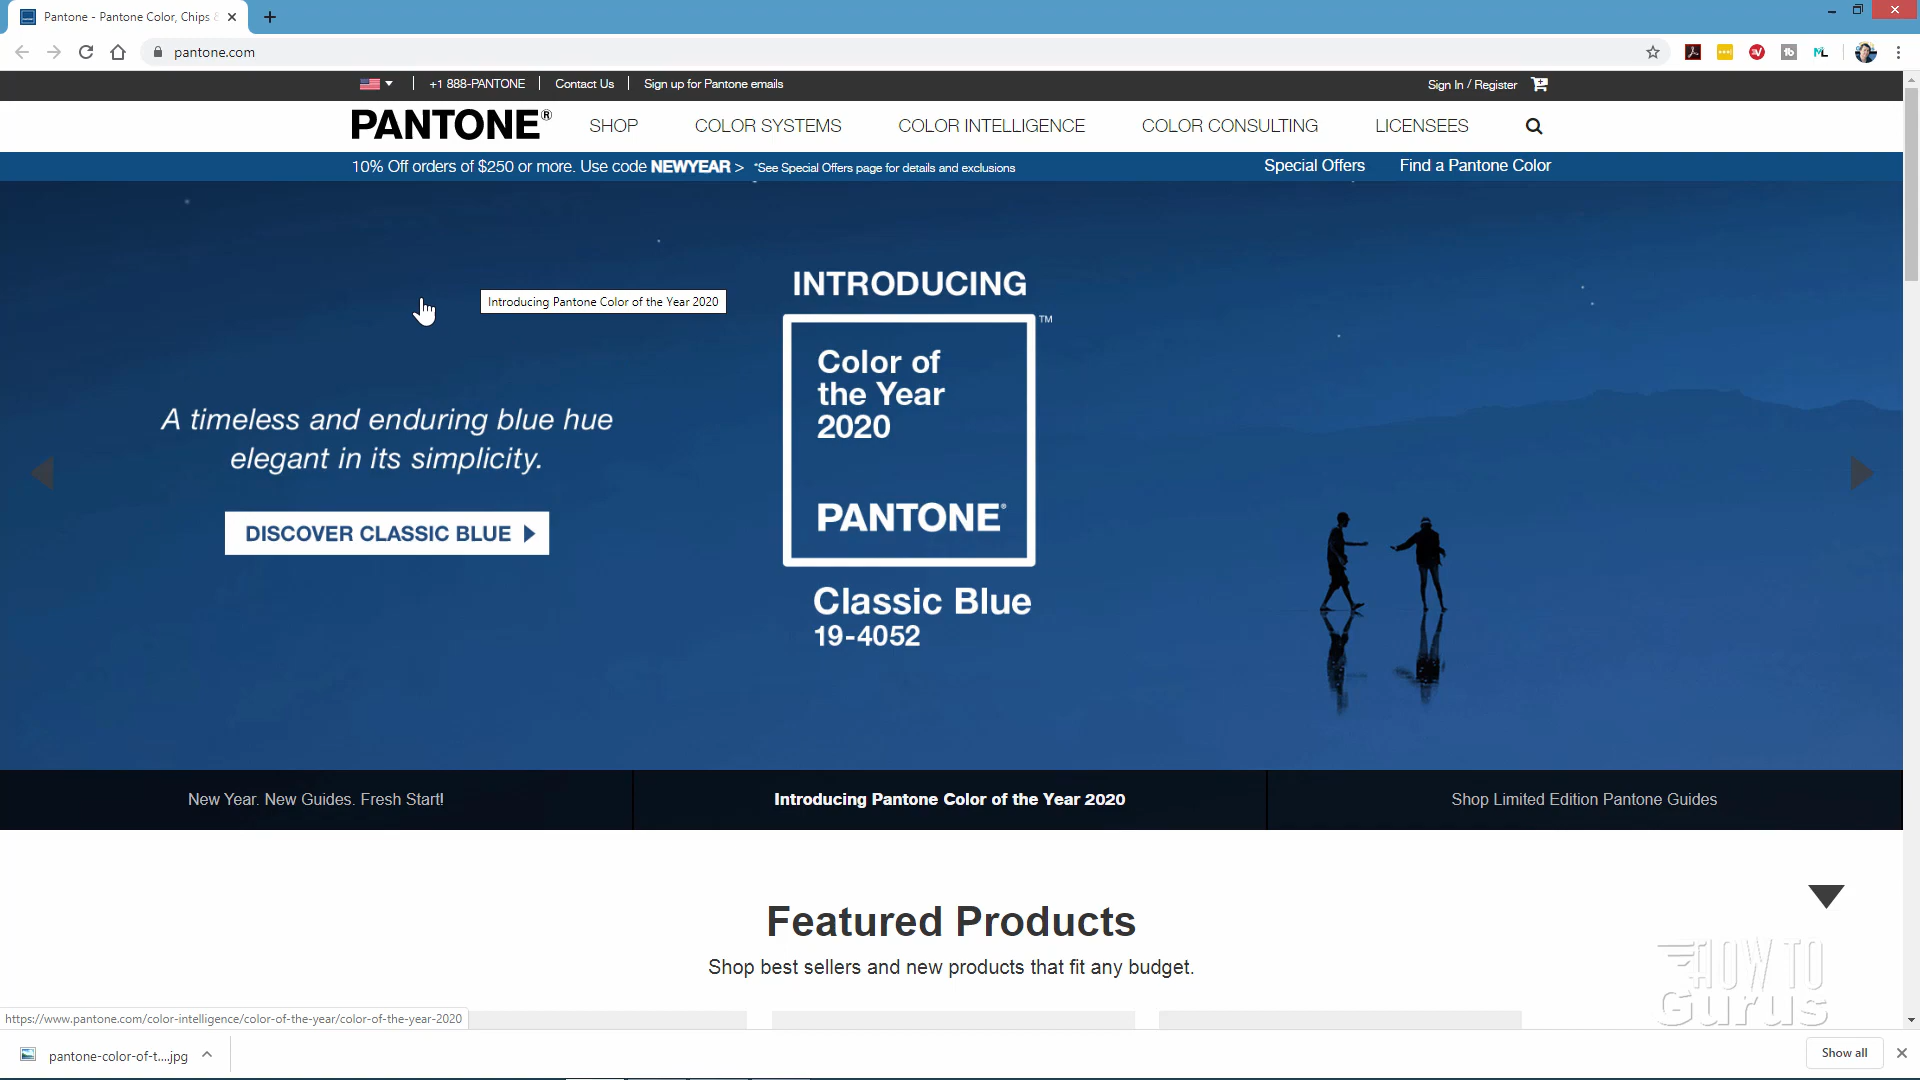 Pantone - Pantone Color, Chips &
pantone.com
+1 888-PANTONE
Contact Us
Sign up for Pantone emails
Sign In / Register
PANTONE®
SHOP
COLOR SYSTEMS
COLOR INTELLIGENCE
COLOR CONSULTING
LICENSEES
10% Off orders of $250 or more. Use code NEWYEAR > *See Special Offers page for details and exclusions
Special Offers
Find a Pantone Color
Introducing Pantone Color of the Year 2020
A timeless and enduring blue hue
elegant in its simplicity.
DISCOVER CLASSIC BLUE
INTRODUCING
™
Color of
the Year
2020
PANTONE®
Classic Blue
19-4052
New Year. New Guides. Fresh Start!
Introducing Pantone Color of the Year 2020
Shop Limited Edition Pantone Guides
Featured Products
Shop best sellers and new products that fit any budget.
HOW TO
Gurus
https://www.pantone.com/color-intelligence/color-of-the-year/color-of-the-year-2020
pantone-color-of-t....jpg
Show all